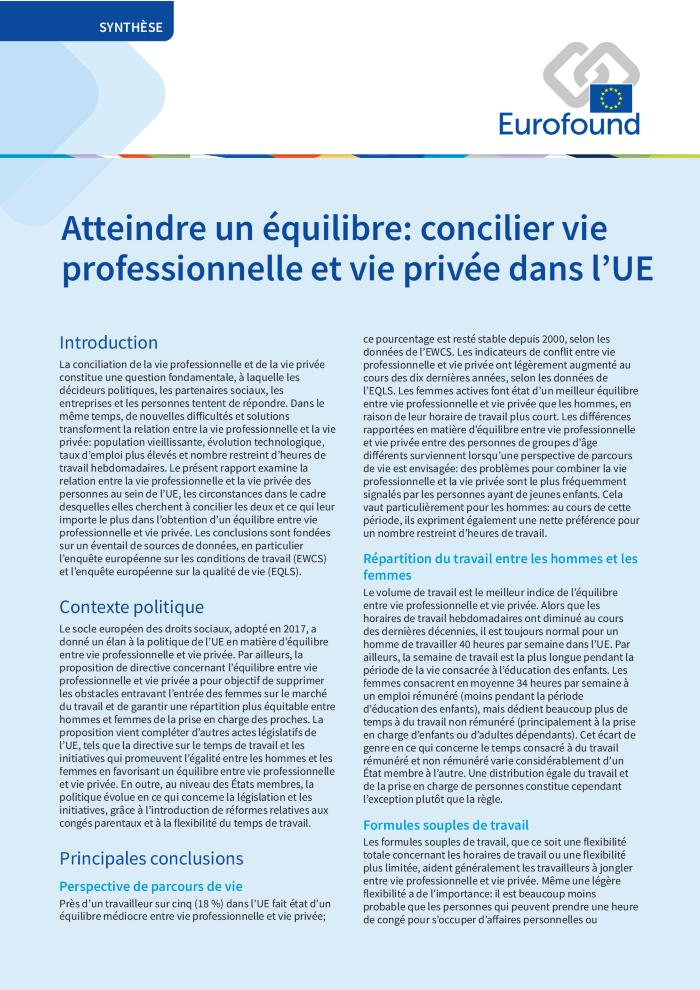 SYNTHÈSE
Eurofound
Atteindre un équilibre: concilier vie
professionnelle et vie privée dans l’UE
Introduction
La conciliation de la vie professionnelle et de la vie privée
constitue une question fondamentale, à laquelle les
décideurs politiques, les partenaires sociaux, les
entreprises et les personnes tentent de répondre. Dans le
même temps, de nouvelles difficultés et solutions
transforment la relation entre la vie professionnelle et la vie
privée: population vieillissante, évolution technologique,
taux d’emploi plus élevés et nombre restreint d’heures de
travail hebdomadaires. Le présent rapport examine la
relation entre la vie professionnelle et la vie privée des
personnes au sein de l’UE, les circonstances dans le cadre
desquelles elles cherchent à concilier les deux et ce qui leur
importe le plus dans l’obtention d’un équilibre entre vie
professionnelle et vie privée. Les conclusions sont fondées
sur un éventail de sources de données, en particulier
l’enquête européenne sur les conditions de travail (EWCS)
et l’enquête européenne sur la qualité de vie (EQLS).
Contexte politique
Le socle européen des droits sociaux, adopté en 2017, a
donné un élan à la politique de l’UE en matière d’équilibre
entre vie professionnelle et vie privée. Par ailleurs, la
proposition de directive concernant l’équilibre entre vie
professionnelle et vie privée a pour objectif de supprimer
les obstacles entravant l’entrée des femmes sur le marché
du travail et de garantir une répartition plus équitable entre
hommes et femmes de la prise en charge des proches. La
proposition vient compléter d’autres actes législatifs de
l’UE, tels que la directive sur le temps de travail et les
initiatives qui promeuvent l’égalité entre les hommes et les
femmes en favorisant un équilibre entre vie professionnelle
et vie privée. En outre, au niveau des États membres, la
politique évolue en ce qui concerne la législation et les
initiatives, grâce à l’introduction de réformes relatives aux
congés parentaux et à la flexibilité du temps de travail.
Principales conclusions
Perspective de parcours de vie
Près d’un travailleur sur cinq (18 %) dans l’UE fait état d’un
équilibre médiocre entre vie professionnelle et vie privée;
ce pourcentage est resté stable depuis 2000, selon les
données de l’EWCS. Les indicateurs de conflit entre vie
professionnelle et vie privée ont légèrement augmenté au
cours des dix dernières années, selon les données de
l’EQLS. Les femmes actives font état d’un meilleur équilibre
entre vie professionnelle et vie privée que les hommes, en
raison de leur horaire de travail plus court. Les différences
rapportées en matière d’équilibre entre vie professionnelle
et vie privée entre des personnes de groupes d’âge
différents surviennent lorsqu’une perspective de parcours
de vie est envisagée: des problèmes pour combiner la vie
professionnelle et la vie privée sont le plus fréquemment
signalés par les personnes ayant de jeunes enfants. Cela
vaut particulièrement pour les hommes: au cours de cette
période, ils expriment également une nette préférence pour
un nombre restreint d’heures de travail.
Répartition du travail entre les hommes et les
femmes
Le volume de travail est le meilleur indice de l’équilibre
entre vie professionnelle et vie privée. Alors que les
horaires de travail hebdomadaires ont diminué au cours
des dernières décennies, il est toujours normal pour un
homme de travailler 40 heures par semaine dans l’UE. Par
ailleurs, la semaine de travail est la plus longue pendant la
période de la vie consacrée à l’éducation des enfants. Les
femmes consacrent en moyenne 34 heures par semaine à
un emploi rémunéré (moins pendant la période
d’éducation des enfants), mais dédient beaucoup plus de
temps à du travail non rémunéré (principalement à la prise
en charge d’enfants ou d’adultes dépendants). Cet écart de
genre en ce qui concerne le temps consacré à du travail
rémunéré et non rémunéré varie considérablement d’un
État membre à l’autre. Une distribution égale du travail et
de la prise en charge de personnes constitue cependant
l’exception plutôt que la règle.
Formules souples de travail
Les formules souples de travail, que ce soit une flexibilité
totale concernant les horaires de travail ou une flexibilité
plus limitée, aident généralement les travailleurs à jongler
entre vie professionnelle et vie privée. Même une légère
flexibilité a de l’importance: il est beaucoup moins
probable que les personnes qui peuvent prendre une heure
de congé pour s’occuper d’affaires personnelles ou